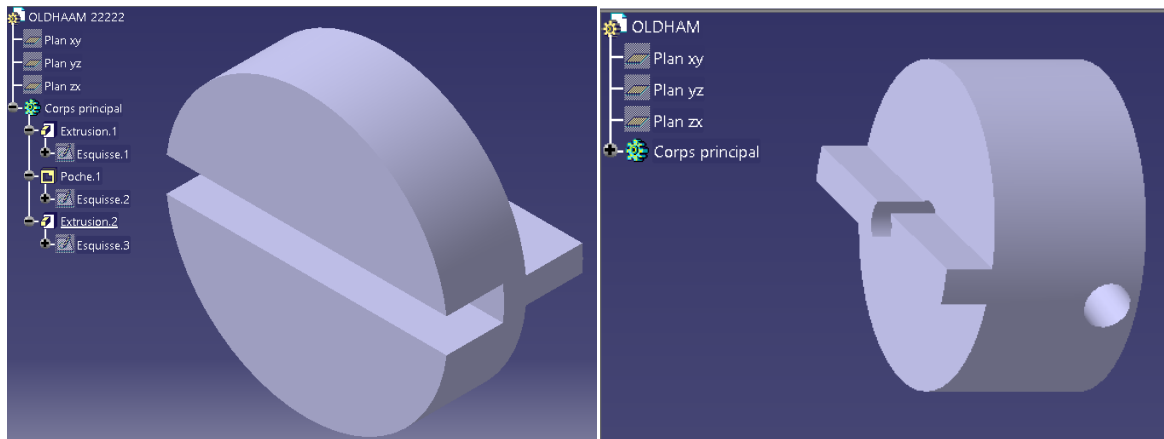 OLDHAAM 22222
Plan xy
Plan yz
Plan zx
Corps principal
Extrusion.1
Esquisse.1
Poche.1
Esquisse.2
Extrusion.2
Esquisse.3
OLDHAM
Plan xy
Plan yz
Plan zx
Corps principal